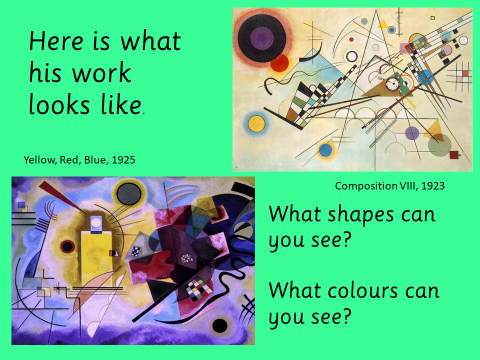 Here is what
his work
looks like.
Yellow, Red, Blue, 1925
Composition VIII, 1923
What shapes can
you see?
What colours can
you see?